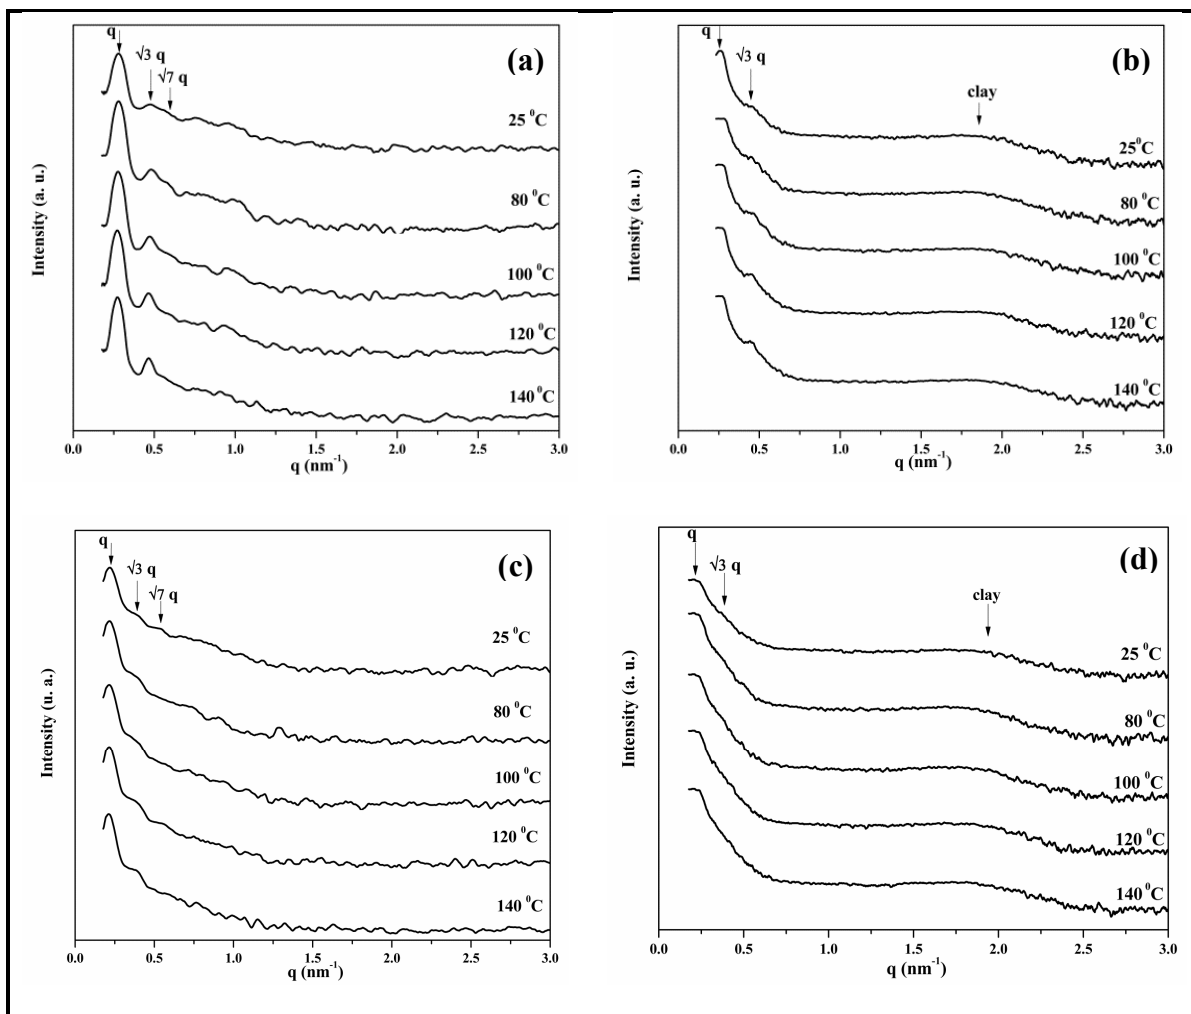 q
√3 q
√7 q
(a)
25 ⁰C
80 ⁰C
100 ⁰C
120 ⁰C
140 ⁰C
Intensity (a. u.)
0.0 0.5 1.0 1.5 2.0 2.5 3.0
q (nm⁻¹)
q
√3 q
clay
(b)
25⁰C
80 ⁰C
100 ⁰C
120 ⁰C
140 ⁰C
Intensity (a. u.)
0.0 0.5 1.0 1.5 2.0 2.5 3.0
q (nm⁻¹)
q
√3 q
√7 q
(c)
25 ⁰C
80 ⁰C
100 ⁰C
120 ⁰C
140 ⁰C
Intensity (u. a.)
0.0 0.5 1.0 1.5 2.0 2.5 3.0
q (nm⁻¹)
q
√3 q
clay
(d)
25 ⁰C
80 ⁰C
100 ⁰C
120 ⁰C
140 ⁰C
Intensity (a. u.)
0.0 0.5 1.0 1.5 2.0 2.5 3.0
q (nm⁻¹)